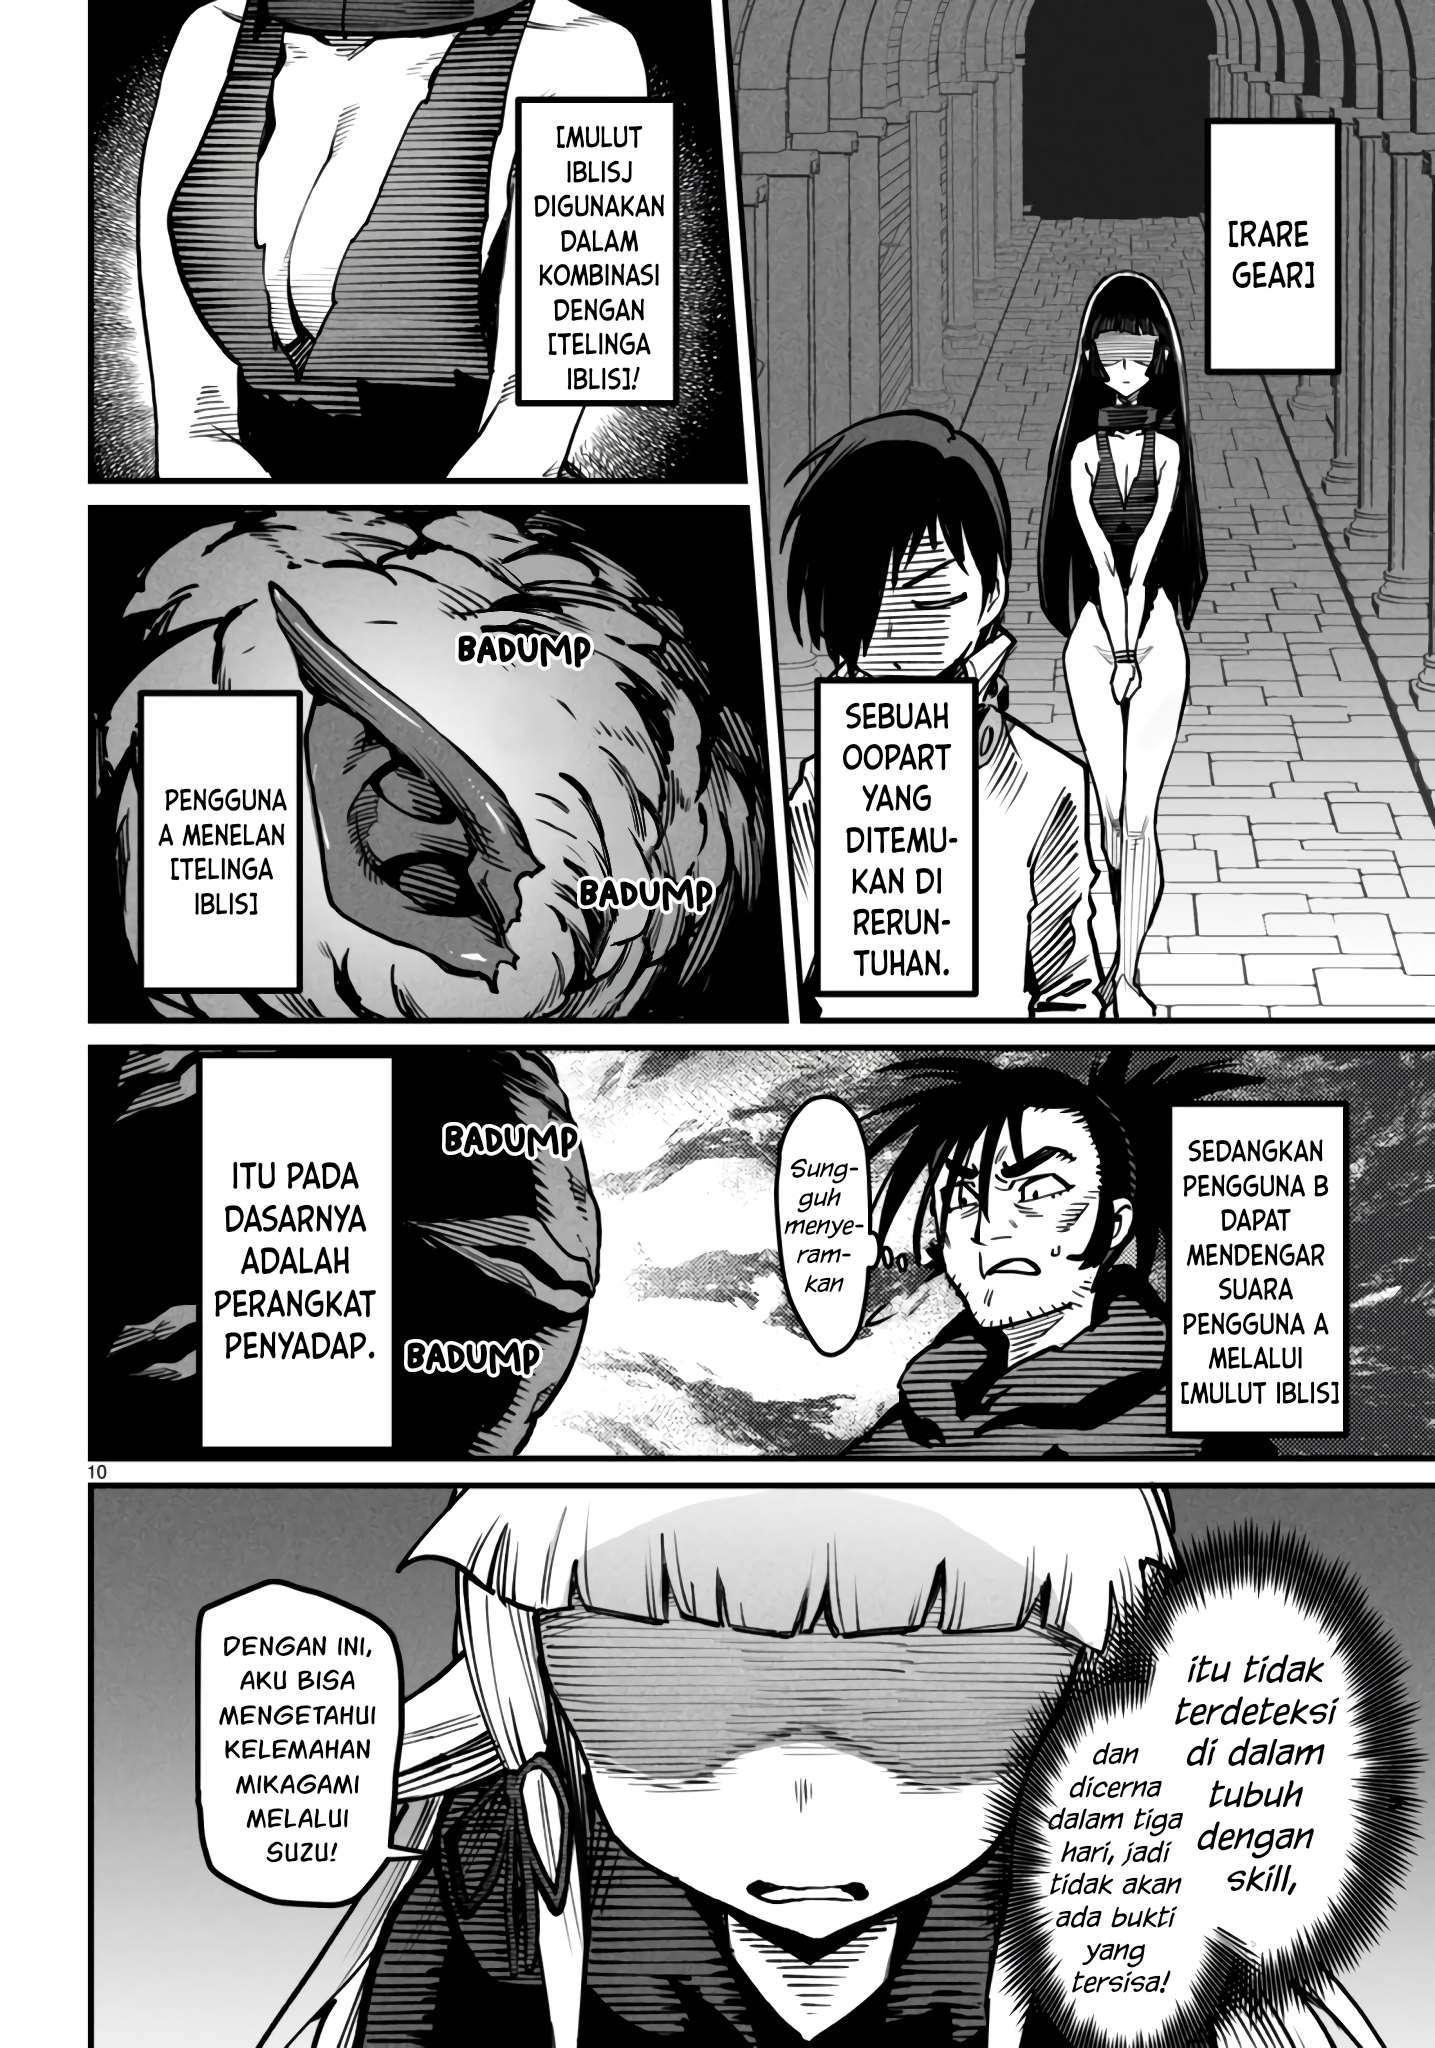 [RARE
GEAR]
SEBUAH
OOPART
YANG
DITEMU-
KAN DI
RERUN-
TUHAN.
[MULUT
IBLISJ
DIGUNAKAN
DALAM
KOMBINASI
DENGAN
[TELINGA
IBLIS]!
BADUMP
PENGGUNA
A MENELAN
[TELINGA
IBLIS]
BADUMP
SEDANGKAN
PENGGUNA B
DAPAT
MENDENGAR
SUARA
PENGGUNA A
MELALUI
[MULUT IBLIS]
Sung-
guh
menye-
ram-
kan
BADUMP
BADUMP
ITU PADA
DASARNYA
ADALAH
PERANGKAT
PENYADAP.
10
itu tidak
terdeteksi
di dalam
tubuh
dengan
skill,
dan
dicerna
dalam tiga
hari, jadi
tidak akan
ada bukti
yang
tersisa!
DENGAN INI,
AKU BISA
MENGETAHUI
KELEMAHAN
MIKAGAMI
MELALUI
SUZU!